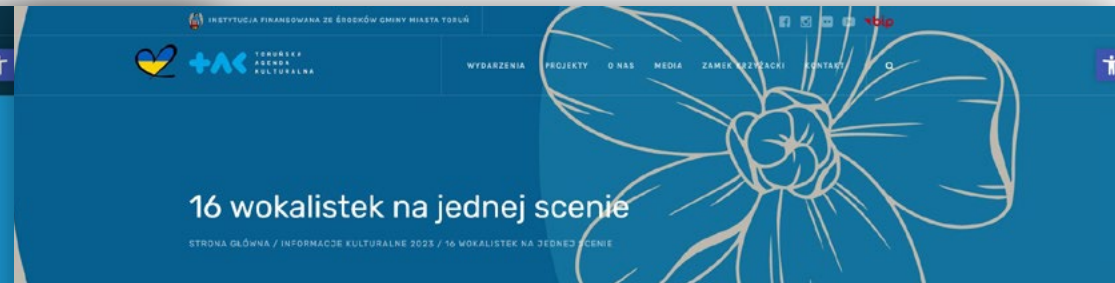 INSTYTUCJA FINANSOWANA ZE ŚRODKÓW GMINY MIASTA TORUŃ
bip
TAK
TORUŃSKA
AGENDA
KULTURALNA
WYDARZENIA PROJEKTY O NAS MEDIA ZAMEK KRZYŻACKI KONTAKT
16 wokalistek na jednej scenie
STRONA GŁÓWNA / INFORMACJE KULTURALNE 2023 / 16 WOKALISTEK NA JEDNEJ SCENIE